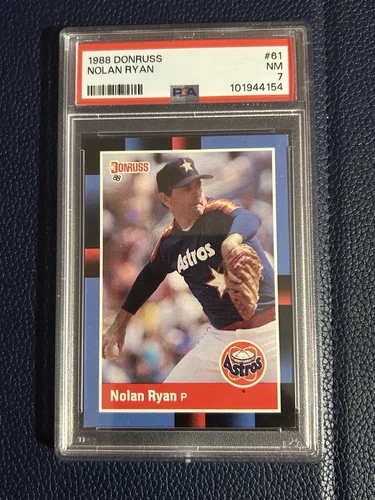 1988 DONRUSS #61
NOLAN RYAN NM
7
PSA 101944154
DONRUSS
88
Astros
Astros
Nolan Ryan P